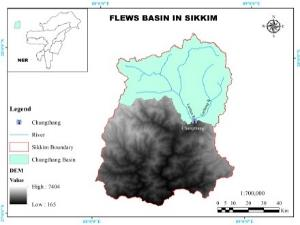 FLEWS BASIN IN SIKKIM
NER
Legend
Chungthang
River
Sikkim Boundary
Chungthang Basin
DEM
Value
High : 7404
Low : 165
Chungthang
1:700,000
0 5 10 20 30 40
Km